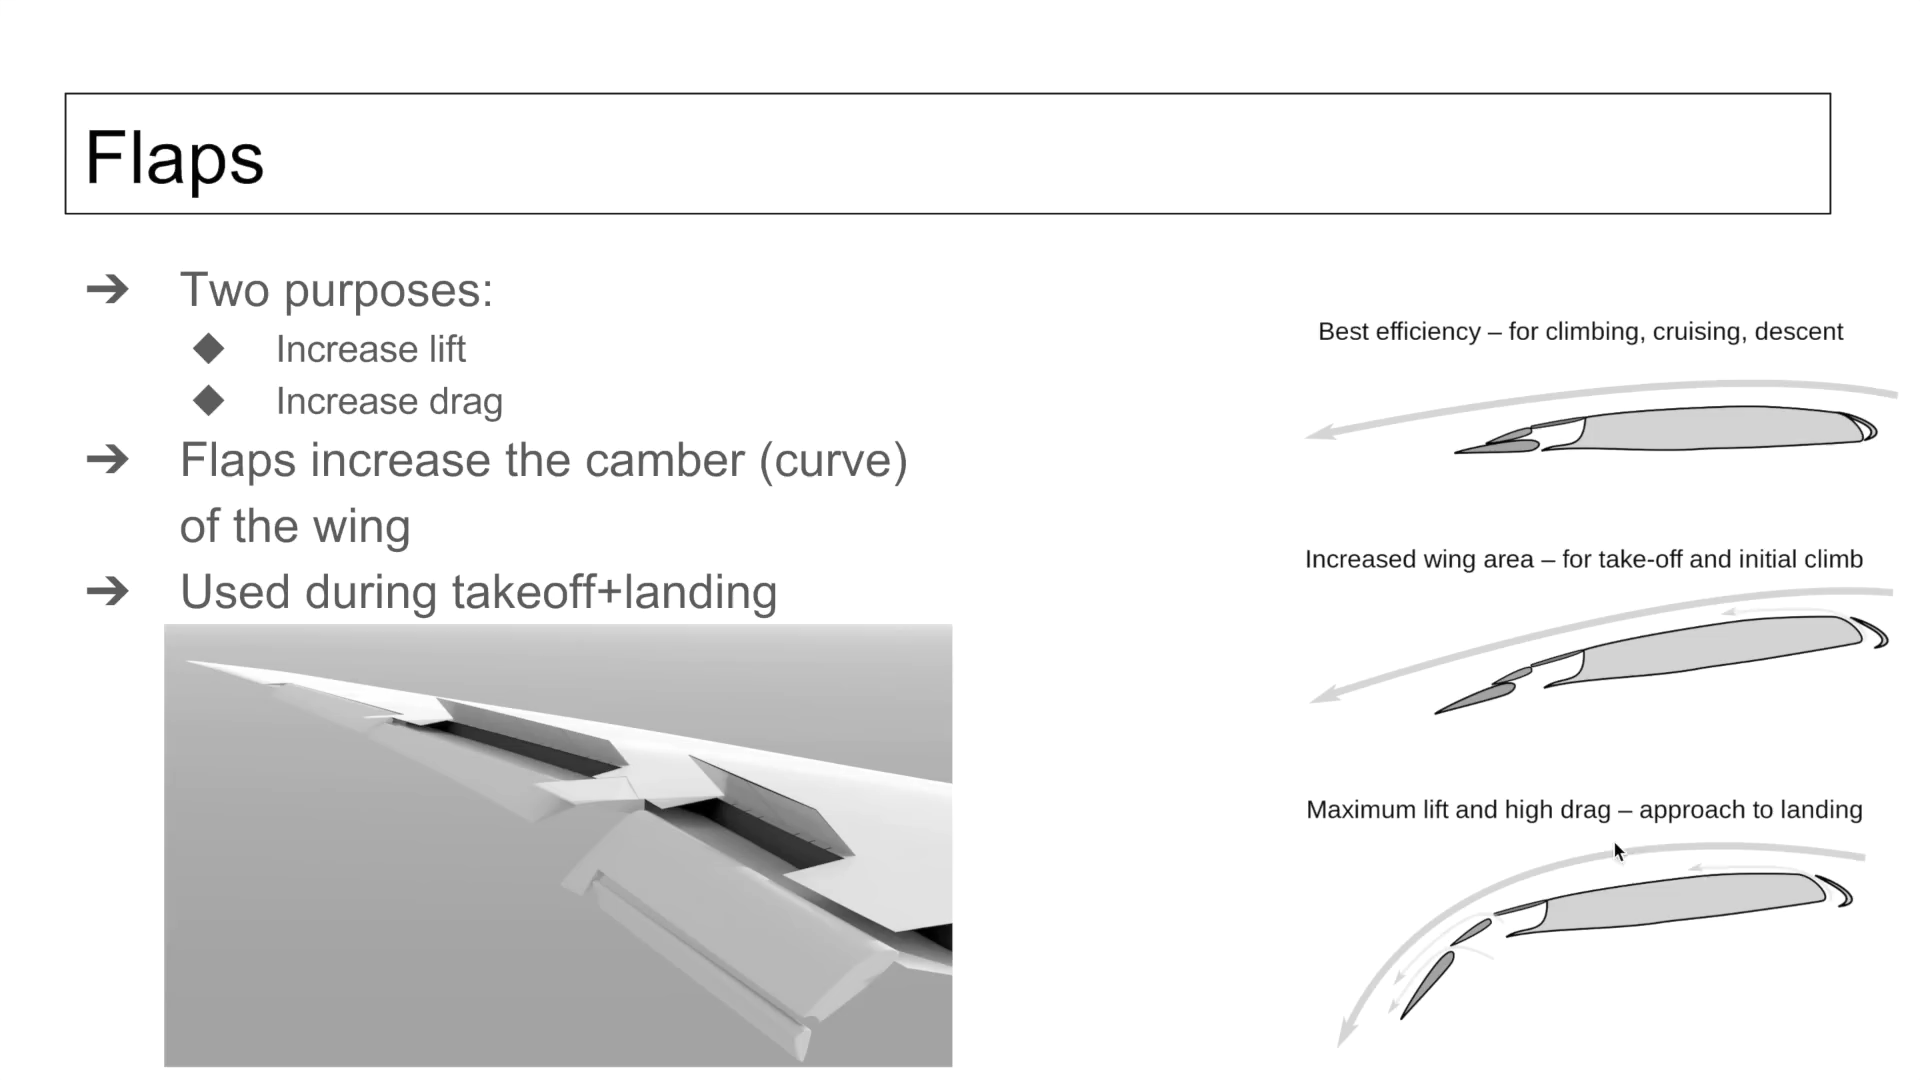 Flaps
➔ Two purposes:
◆ Increase lift
◆ Increase drag
➔ Flaps increase the camber (curve)
of the wing
➔ Used during takeoff+landing
Best efficiency – for climbing, cruising, descent
Increased wing area – for take-off and initial climb
Maximum lift and high drag – approach to landing